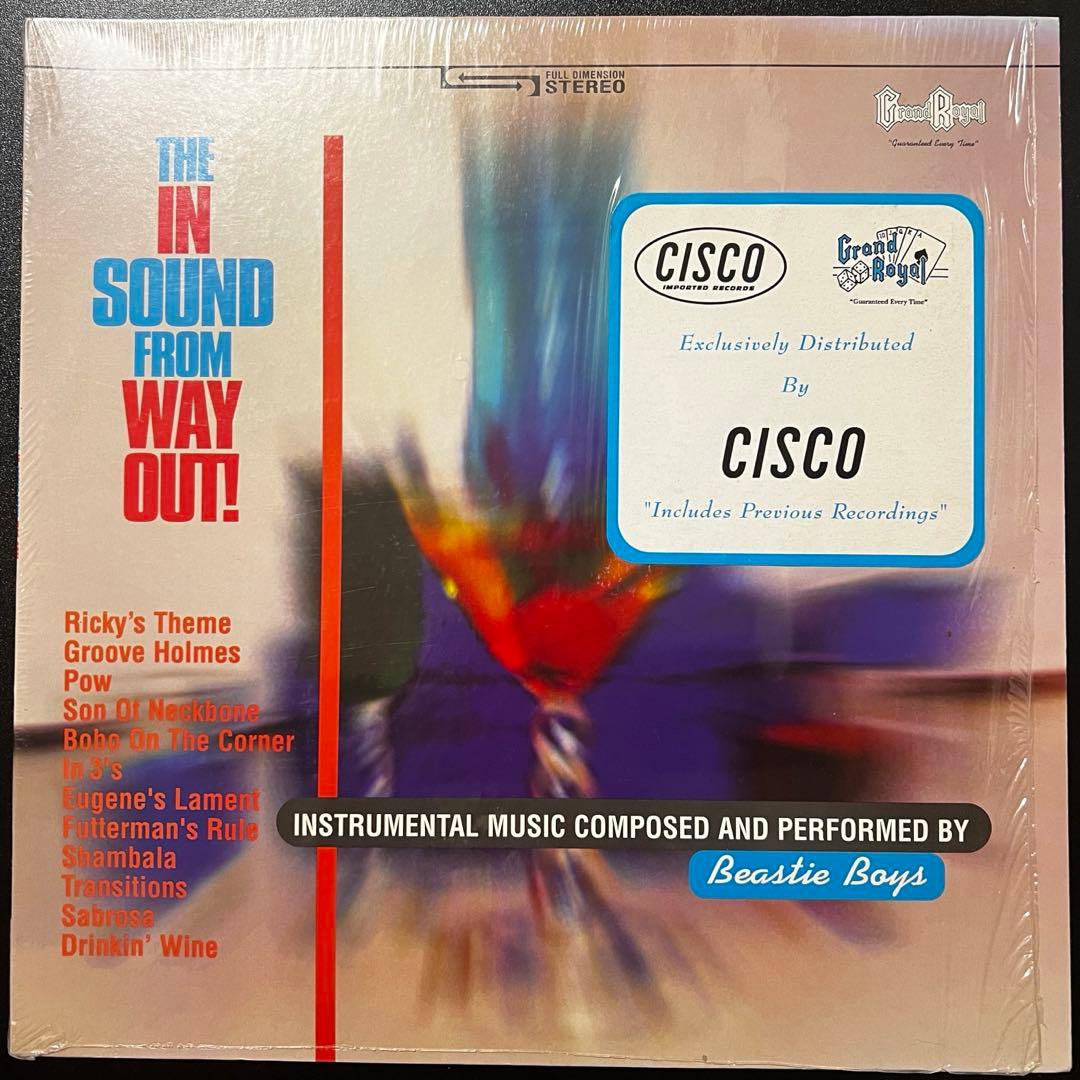 FULL DIMENSION
STEREO
Grand Royal
"Guaranteed Every Time"
THE
IN
SOUND
FROM
WAY
OUT!
CISCO
IMPORTED RECORDS
10 J Q K A
Grand
Royal
"Guaranteed Every Time"
Exclusively Distributed
By
CISCO
"Includes Previous Recordings"
Ricky's Theme
Groove Holmes
Pow
Son Of Neckbone
Bobo On The Corner
In 3's
Eugene's Lament
Futterman's Rule
Shambala
Transitions
Sabrosa
Drinkin' Wine
INSTRUMENTAL MUSIC COMPOSED AND PERFORMED BY
Beastie Boys